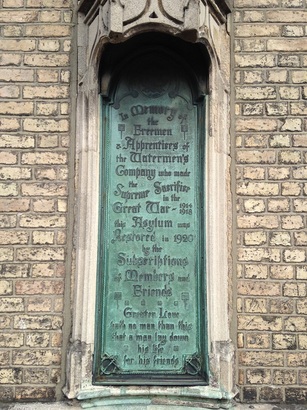 In Memory of
the
Freemen
& Apprentices of
the Watermen's
Company who made
the
Supreme Sacrifice
in the
Great War - 1914
1918
this Asylum was
Restored in 1920
by the
Subscriptions
of Members and
Friends
Greater Love
hath no man than this
that a man lay down
his life
for his friends